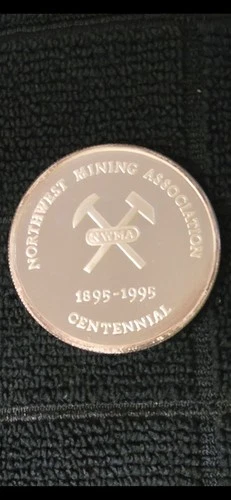 NORTHWEST MINING ASSOCIATION
NWMA
1895-1995
CENTENNIAL